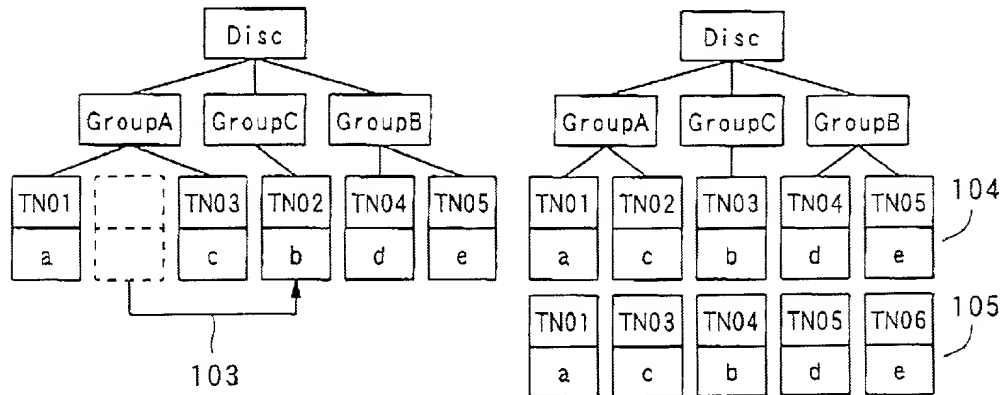 Disc
GroupA GroupC GroupB
TN01 TN03 TN02 TN04 TN05
a c b d e
103
Disc
GroupA GroupC GroupB
TN01 TN02 TN03 TN04 TN05
a c b d e
104
TN01 TN03 TN04 TN05 TN06
a c b d e
105